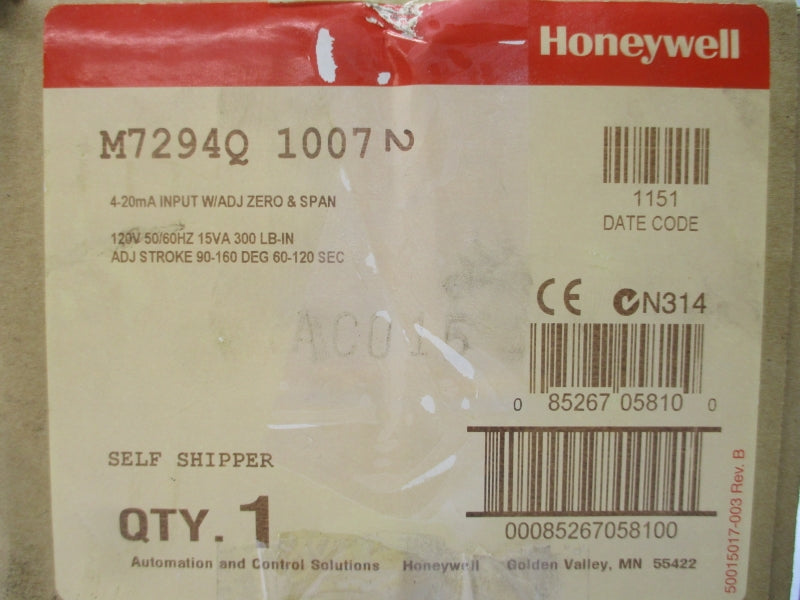 Honeywell
M7294Q 1007 2
4-20mA INPUT W/ADJ ZERO & SPAN
120V 50/60HZ 15VA 300 LB-IN
ADJ STROKE 90-160 DEG 60-120 SEC
1151
DATE CODE
CE N314
AC015
0 85267 05810 0
SELF SHIPPER
QTY. 1
00085267058100
Automation and Control Solutions Honeywell Golden Valley, MN 55422
50015017-003 Rev. B